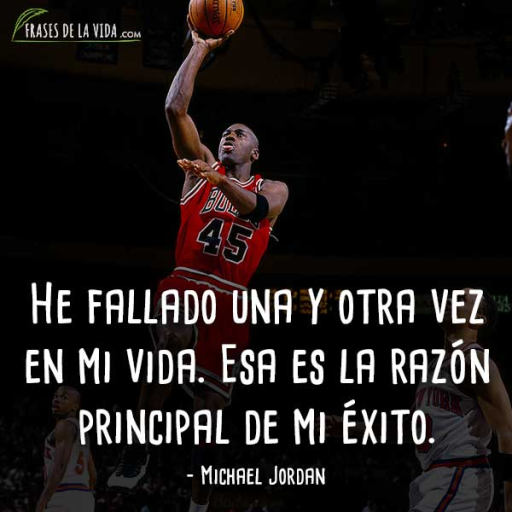 FRASES DE LA VIDA .COM
BULLS
45
HE FALLADO UNA Y OTRA VEZ
EN MI VIDA. ESA ES LA RAZÓN
PRINCIPAL DE MI ÉXITO.
- MICHAEL JORDAN